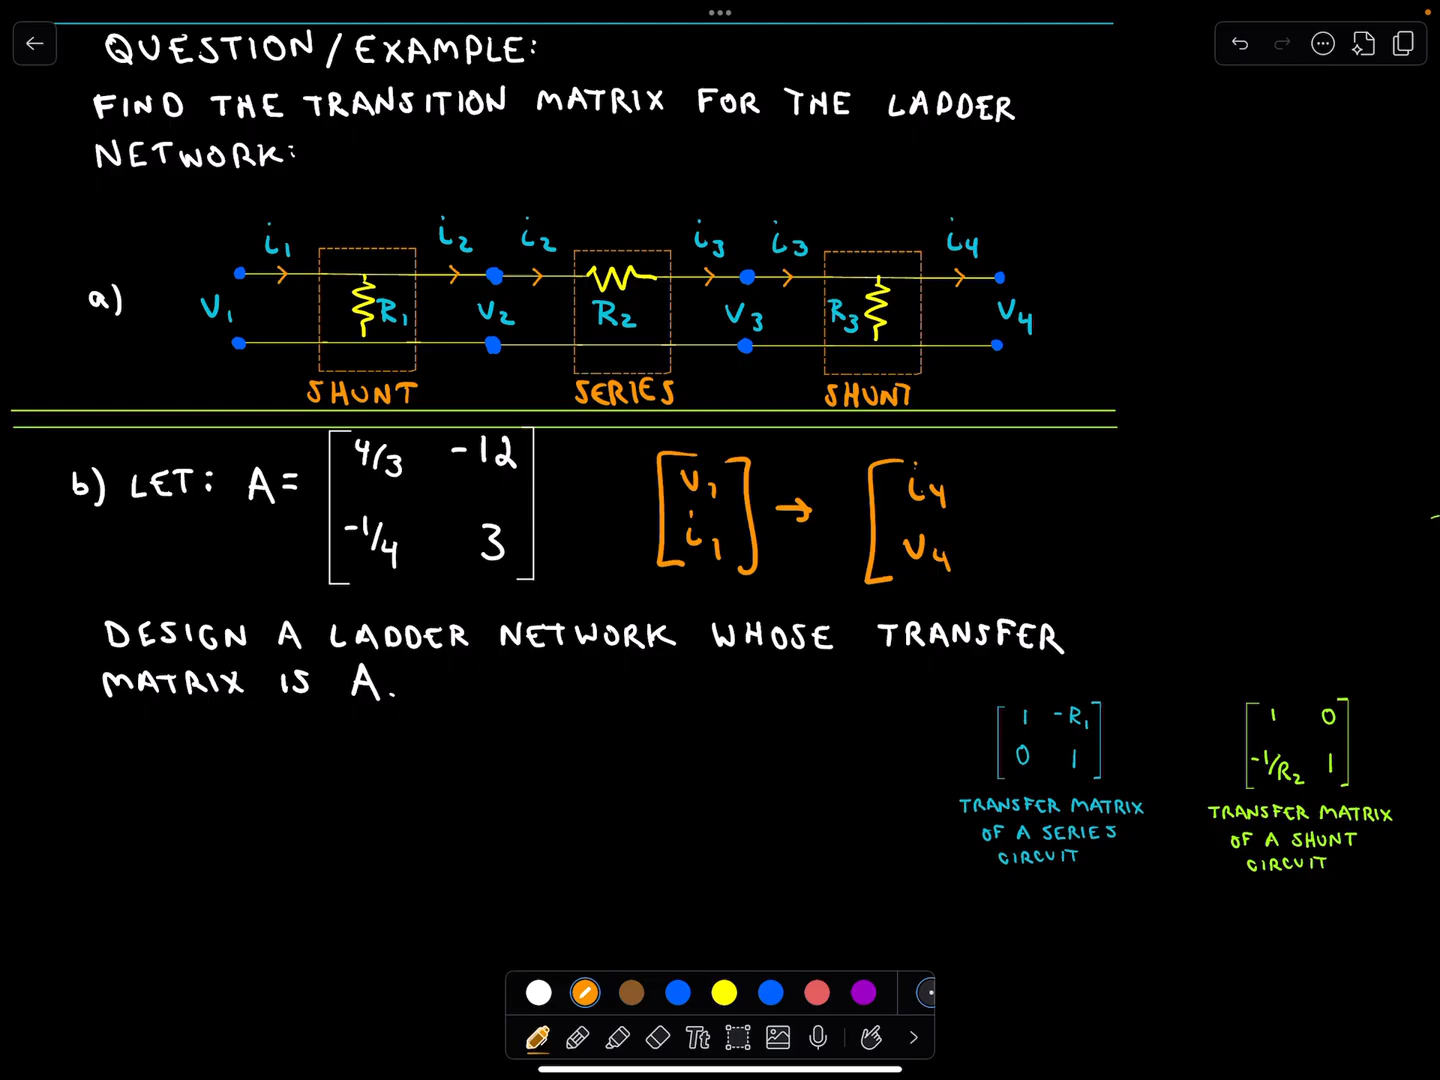 QUESTION/EXAMPLE:
FIND THE TRANSITION MATRIX FOR THE LADDER
NETWORK:
i1 i2 i2 i3 i3 i4
a) V1 R1 V2 R2 V3 R3 V4
SHUNT SERIES SHUNT
b) LET: A = [4/3 -12
-1/4 3]
[v1
i1] → [i4
v4
DESIGN A LADDER NETWORK WHOSE TRANSFER
MATRIX IS A.
[1 -R1
0 1]
TRANSFER MATRIX
OF A SERIES
CIRCUIT
[1 0
-1/R2 1]
TRANSFER MATRIX
OF A SHUNT
CIRCUIT
Tt